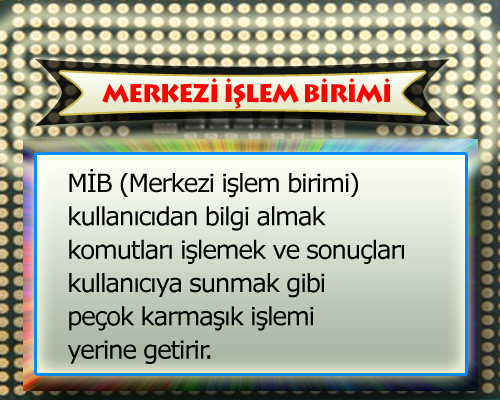 MERKEZİ İŞLEM BİRİMİ
MİB (Merkezi işlem birimi)
kullanıcıdan bilgi almak
komutları işlemek ve sonuçları
kullanıcıya sunmak gibi
peçok karmaşık işlemi
yerine getirir.